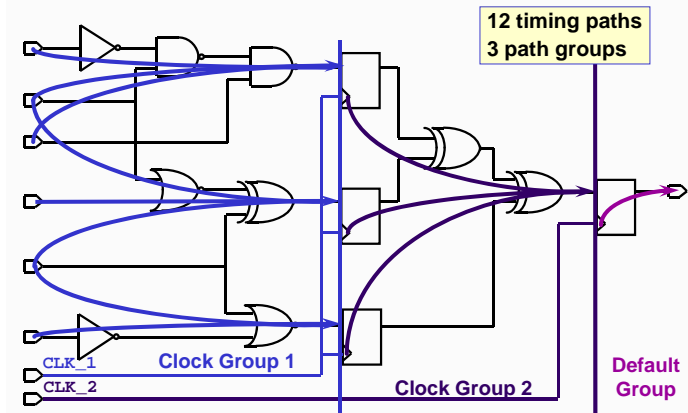 12 timing paths
3 path groups
CLK_1
Clock Group 1
CLK_2
Clock Group 2
Default
Group